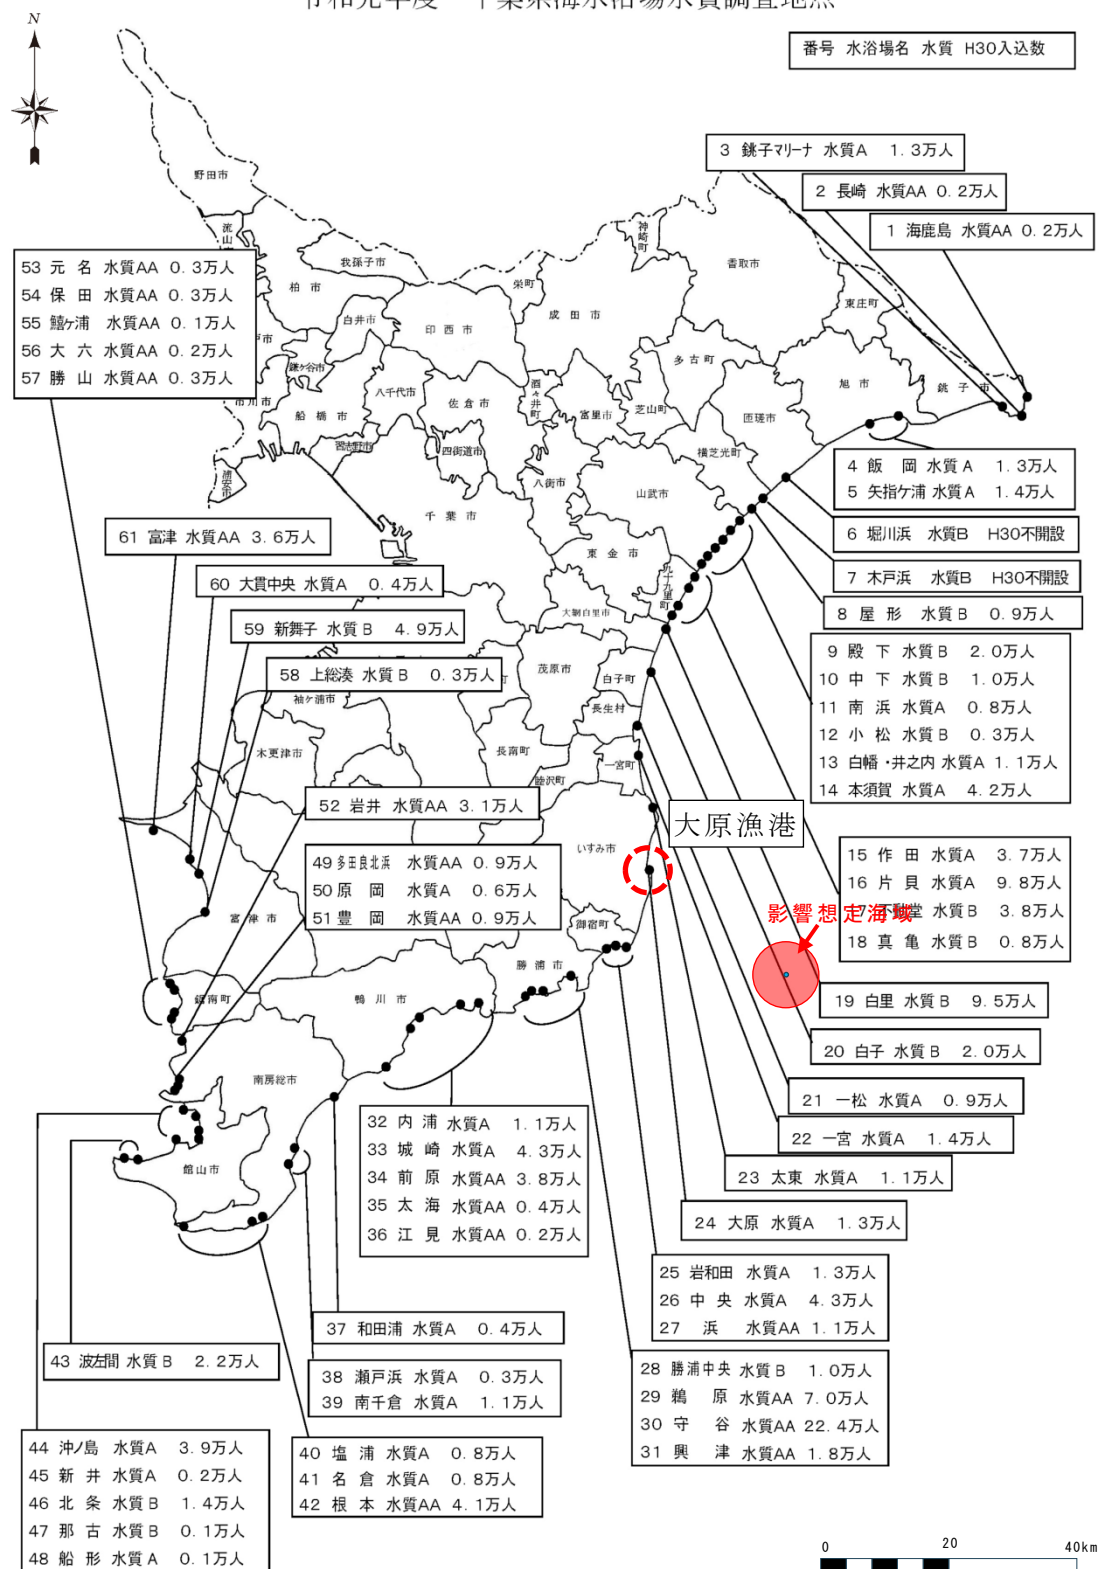 令和元年度 千葉県海水浴場水質調査地点
N
番号 水浴場名 水質 H30入込数
3 銚子マリーナ 水質A 1.3万人
2 長崎 水質AA 0.2万人
1 海鹿島 水質AA 0.2万人
野田市
流山
我孫子市
柏市
白井市
印西市
栄町
神崎町
成田市
香取市
東庄町
多古町
旭市
銚子市
匝瑳市
芝山町
横芝光町
富里市
酒々井町
佐倉市
八千代市
鎌ケ谷市
船橋市
市川市
習志野市
四街道市
浦安市
八街市
山武市
千葉市
東金市
九十九里町
大網白里市
53 元名 水質AA 0.3万人
54 保田 水質AA 0.3万人
55 鱚ケ浦 水質AA 0.1万人
56 大六 水質AA 0.2万人
57 勝山 水質AA 0.3万人
4 飯岡 水質A 1.3万人
5 矢指ケ浦 水質A 1.4万人
6 堀川浜 水質B H30不開設
7 木戸浜 水質B H30不開設
8 屋形 水質B 0.9万人
61 富津 水質AA 3.6万人
60 大貫中央 水質A 0.4万人
59 新舞子 水質B 4.9万人
58 上総湊 水質B 0.3万人
9 殿下 水質B 2.0万人
10 中下 水質B 1.0万人
11 南浜 水質A 0.8万人
12 小松 水質B 0.3万人
13 白幡・井之内 水質A 1.1万人
14 本須賀 水質A 4.2万人
袖ケ浦市
町
茂原市
白子町
長生村
木更津市
長南町
睦沢町
一宮町
52 岩井 水質AA 3.1万人
大原漁港
いすみ市
49 多田良北浜 水質AA 0.9万人
50 原岡 水質A 0.6万人
51 豊岡 水質AA 0.9万人
15 作田 水質A 3.7万人
16 片貝 水質A 9.8万人
7 不動堂 水質B 3.8万人
18 真亀 水質B 0.8万人
影響想定海域
富津市
御宿町
勝浦市
鴨川市
鋸南町
19 白里 水質B 9.5万人
20 白子 水質B 2.0万人
21 一松 水質A 0.9万人
22 一宮 水質A 1.4万人
23 太東 水質A 1.1万人
24 大原 水質A 1.3万人
南房総市
館山市
32 内浦 水質A 1.1万人
33 城崎 水質A 4.3万人
34 前原 水質AA 3.8万人
35 太海 水質AA 0.4万人
36 江見 水質AA 0.2万人
25 岩和田 水質A 1.3万人
26 中央 水質A 4.3万人
27 浜 水質AA 1.1万人
37 和田浦 水質A 0.4万人
38 瀬戸浜 水質A 0.3万人
39 南千倉 水質A 1.1万人
43 波左間 水質B 2.2万人
28 勝浦中央 水質B 1.0万人
29 鵜原 水質AA 7.0万人
30 守谷 水質AA 22.4万人
31 興津 水質AA 1.8万人
44 沖ノ島 水質A 3.9万人
45 新井 水質A 0.2万人
46 北条 水質B 1.4万人
47 那古 水質B 0.1万人
48 船形 水質A 0.1万人
40 塩浦 水質A 0.8万人
41 名倉 水質A 0.8万人
42 根本 水質AA 4.1万人
0 20 40km